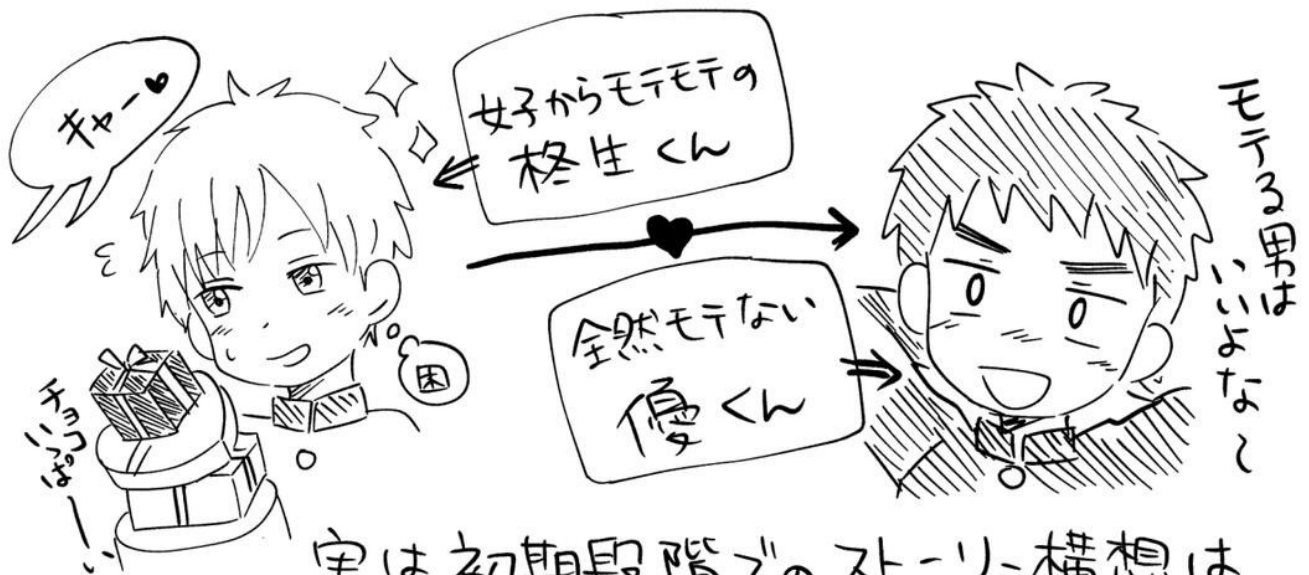 キャー♥
女子からモテモテの
柊生くん
困
チョコ
いっぱーい
全然モテない
優くん
モテる男は
いいよな〜
実は初期段階でのストーリー構想は